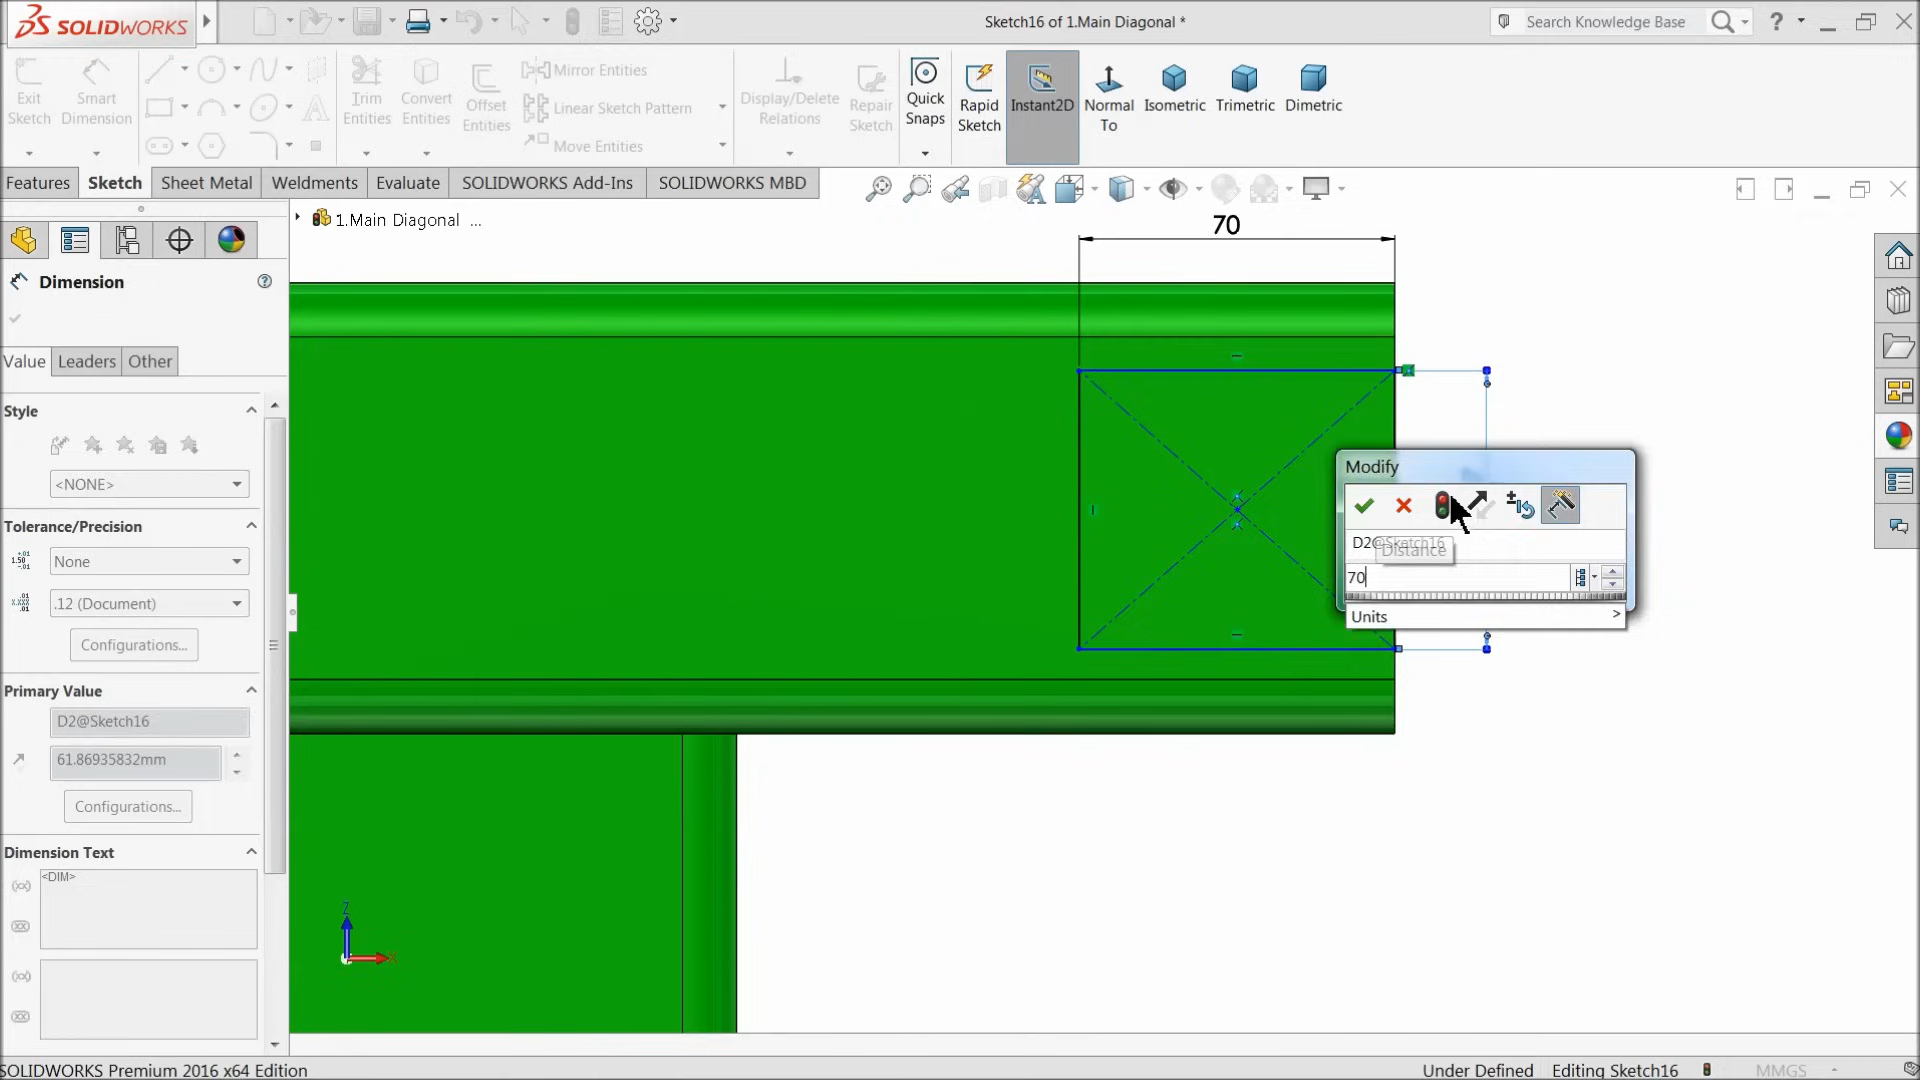 SOLIDWORKS
Sketch16 of 1.Main Diagonal *
Search Knowledge Base
?
Exit Sketch
Smart Dimension
Trim Entities
Convert Entities
Offset Entities
Mirror Entities
Linear Sketch Pattern
Move Entities
Display/Delete Relations
Repair Sketch
Quick Snaps
Rapid Sketch
Instant2D
Normal To
Isometric
Trimetric
Dimetric
Features
Sketch
Sheet Metal
Weldments
Evaluate
SOLIDWORKS Add-Ins
SOLIDWORKS MBD
1.Main Diagonal ...
70
Dimension
Value
Leaders
Other
Style
<NONE>
Tolerance/Precision
None
.12 (Document)
Configurations...
Primary Value
D2@Sketch16
61.86935832mm
Configurations...
Dimension Text
<DIM>
Modify
D2@Sketch16
Distance
70
Units >
Z
X
SOLIDWORKS Premium 2016 x64 Edition
Under Defined
Editing Sketch16
MMGS